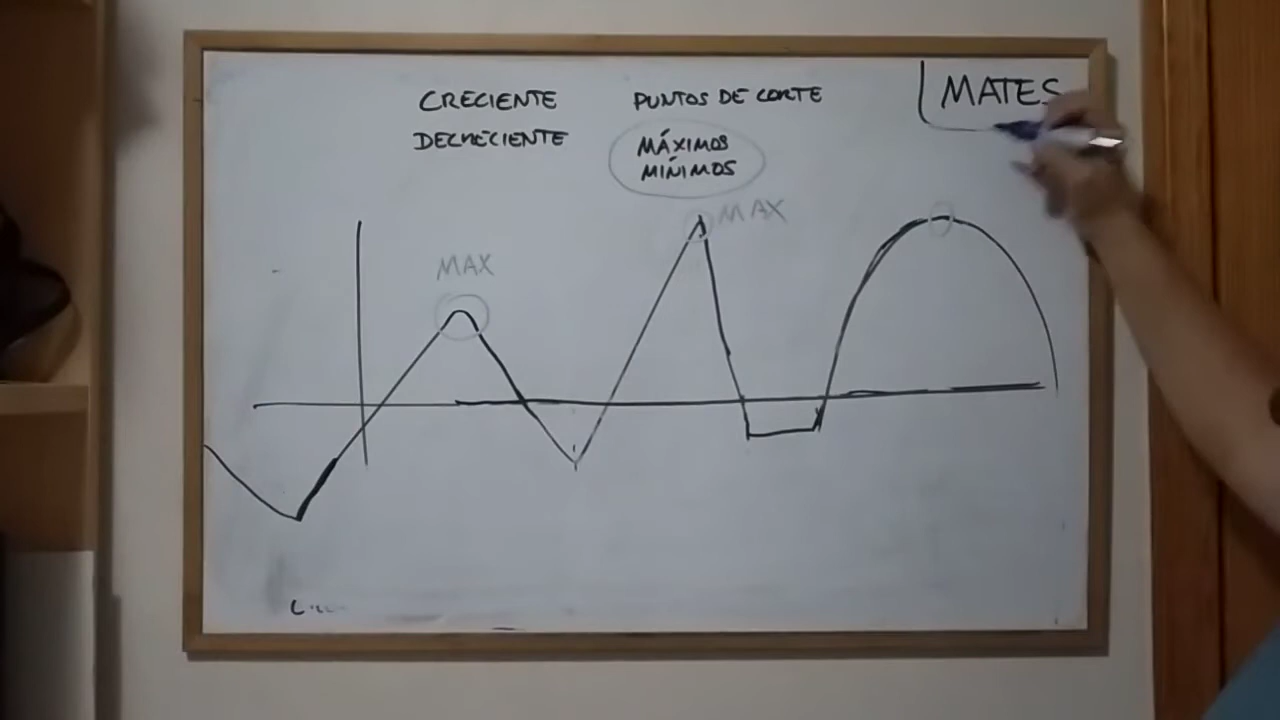 CRECIENTE
DECRECIENTE
PUNTOS DE CORTE
MÁXIMOS
MÍNIMOS
MATES
MAX
MAX